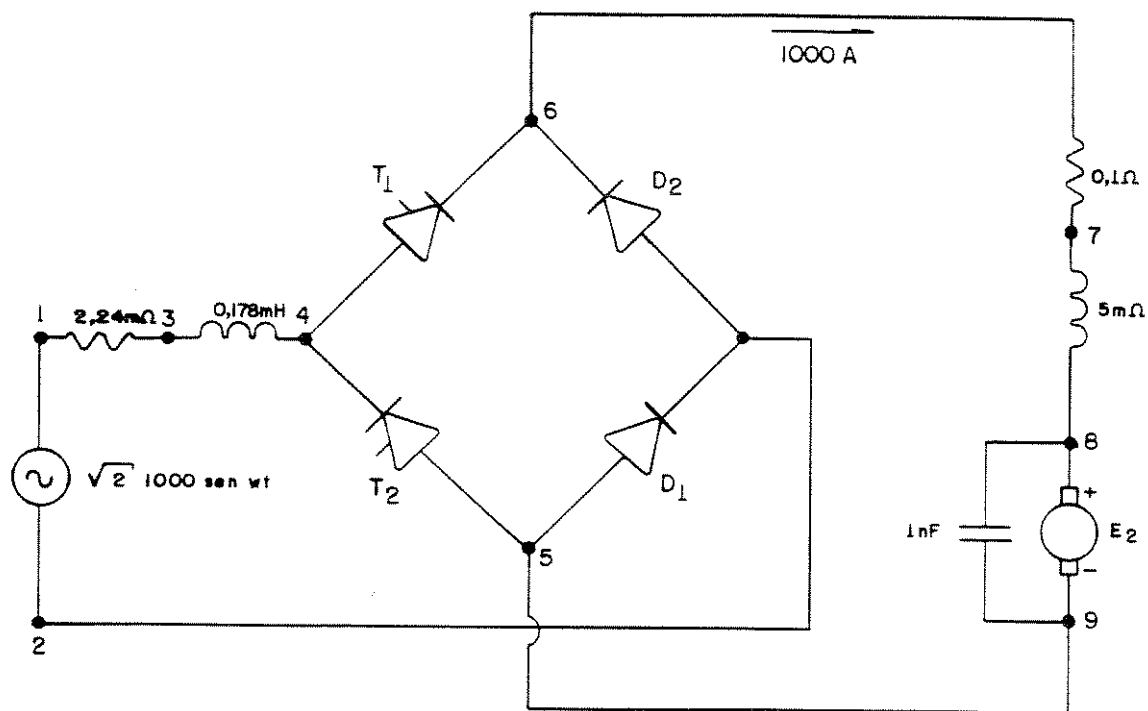 1000 A
6
T1
D2
0,1Ω
7
1
2,24mΩ
3
0,178mH
4
5mΩ
8
√2 1000 sen wt
T2
D1
1nF
+
E2
-
5
9
2